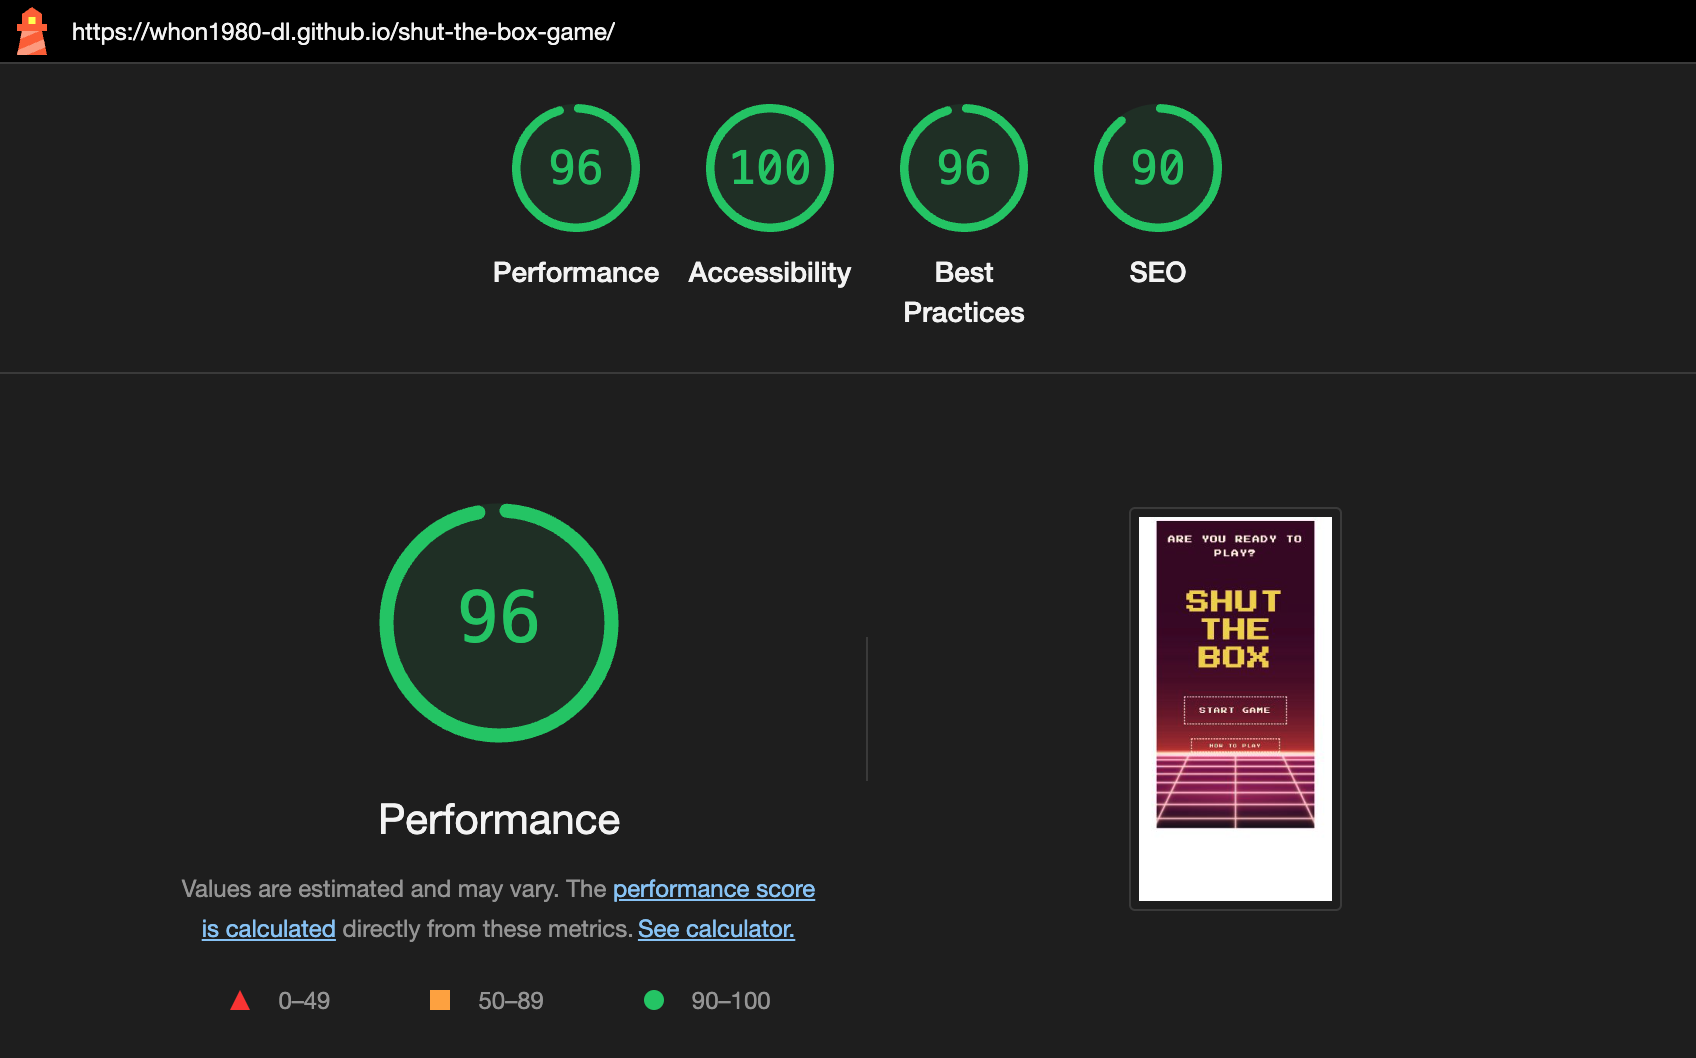 https://whon1980-dl.github.io/shut-the-box-game/
96
100
96
90
Performance
Accessibility
Best
Practices
SEO
96
Performance
Values are estimated and may vary. The performance score
is calculated directly from these metrics. See calculator.
0–49
50–89
90–100
ARE YOU READY TO
PLAY?
SHUT
THE
BOX
START GAME
HOW TO PLAY